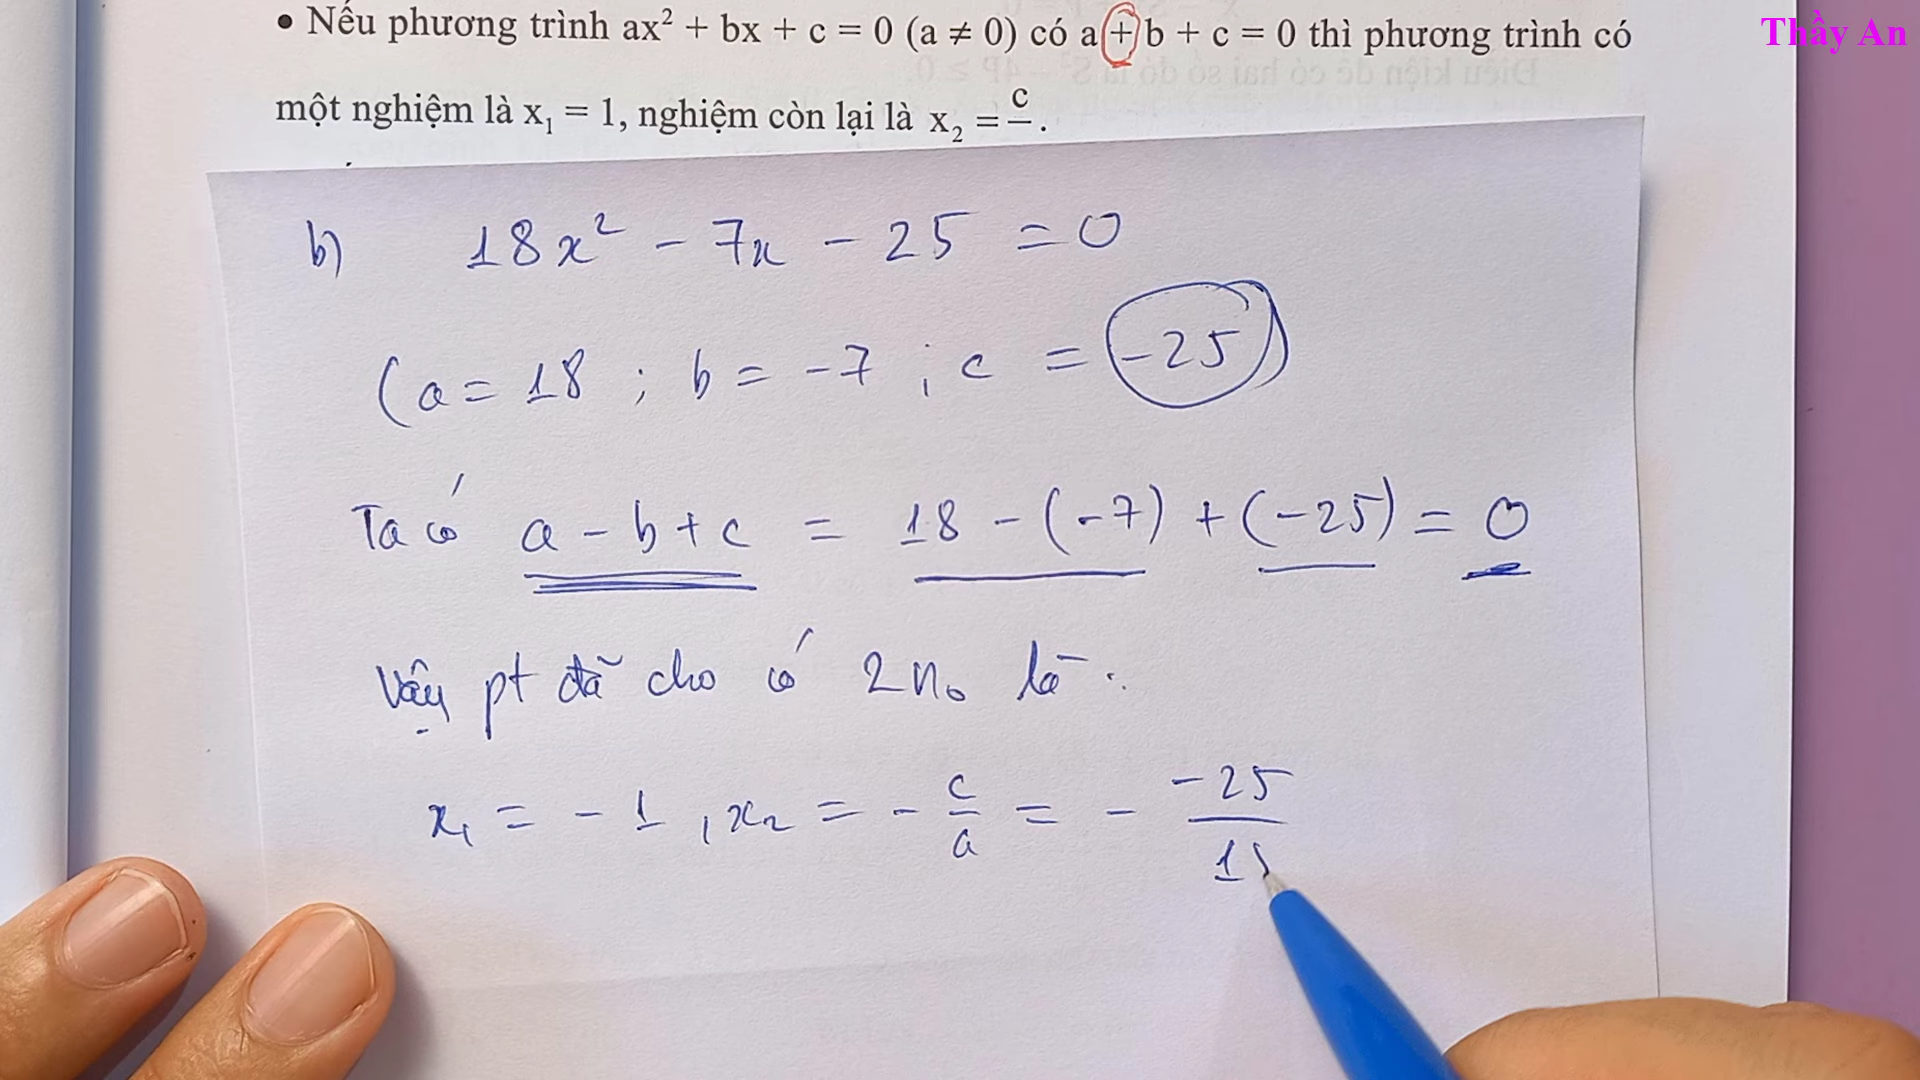 Thầy An
• Nếu phương trình ax² + bx + c = 0 (a ≠ 0) có a + b + c = 0 thì phương trình có
một nghiệm là x₁ = 1, nghiệm còn lại là x₂ = c/ .
b) 18x² - 7x - 25 = 0
(a = 18 ; b = -7 ; c = -25)
Ta có a - b + c = 18 - (-7) + (-25) = 0
Vậy pt đã cho có 2 n₀ là :
x₁ = -1 , x₂ = - c/a = - -25/18